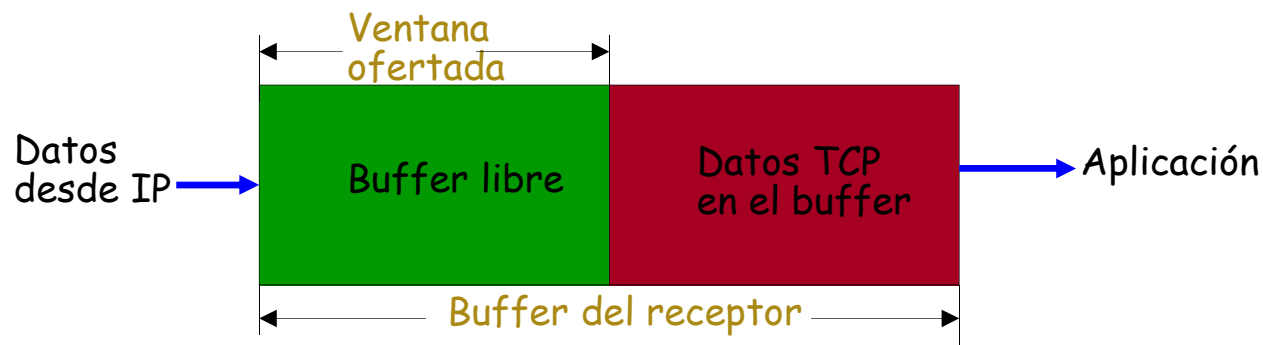 Ventana
ofertada
Datos
desde IP
Buffer libre
Datos TCP
en el buffer
Aplicación
Buffer del receptor